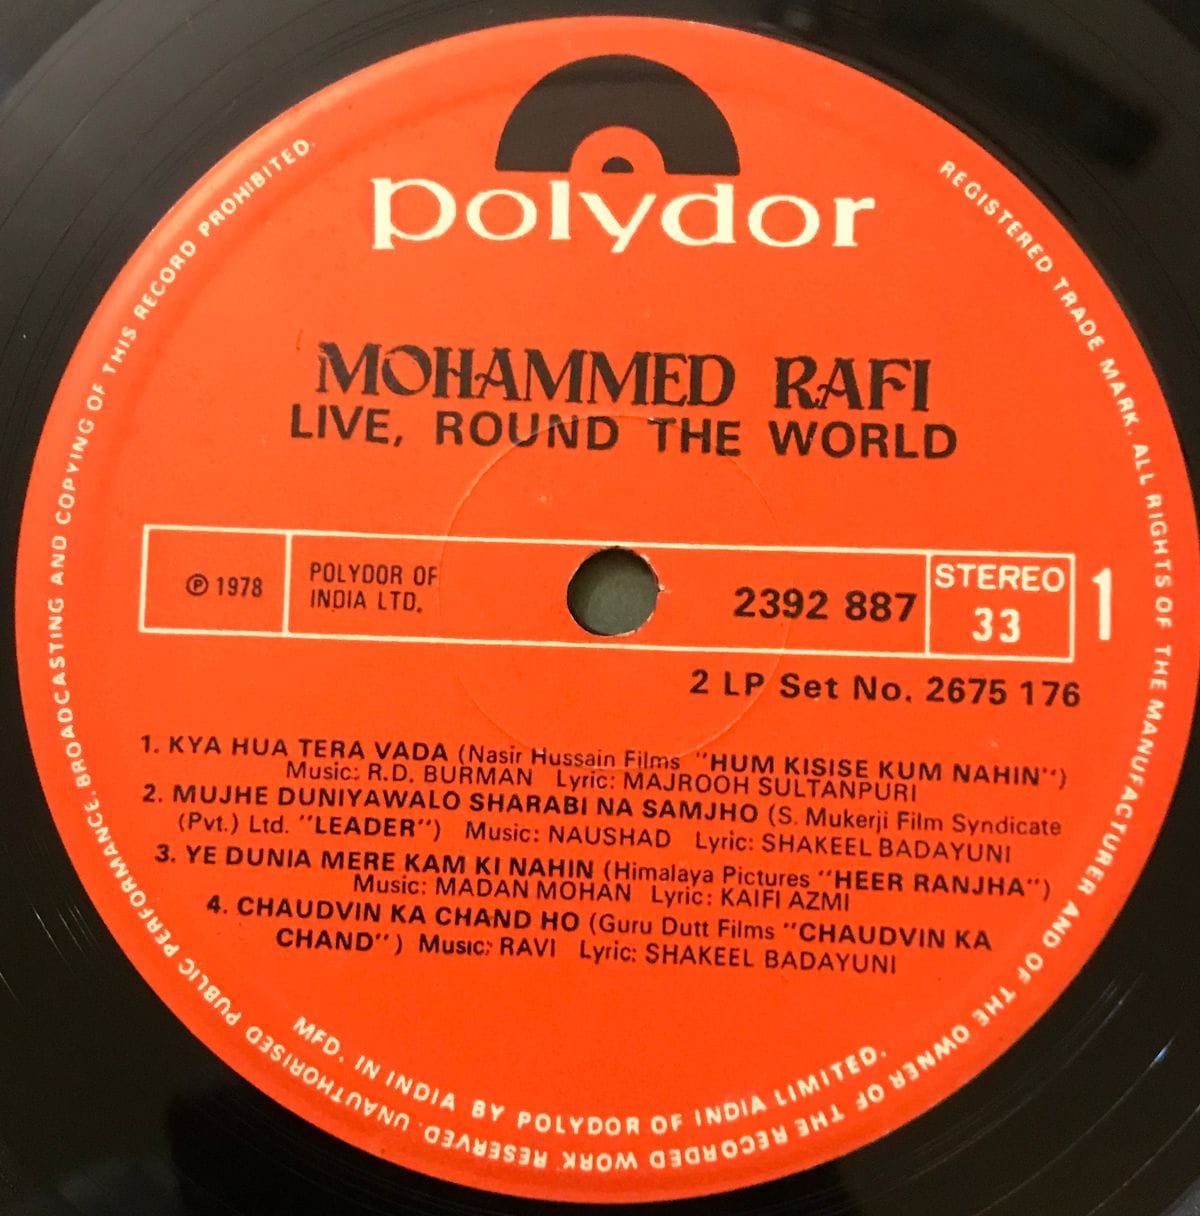 polydor
MOHAMMED RAFI
LIVE, ROUND THE WORLD
℗ 1978
POLYDOR OF
INDIA LTD.
2392 887
STEREO
33
1
2 LP Set No. 2675 176
1. KYA HUA TERA VADA (Nasir Hussain Films "HUM KISISE KUM NAHIN")
Music: R.D. BURMAN Lyric: MAJROOH SULTANPURI
2. MUJHE DUNIYAWALO SHARABI NA SAMJHO (S. Mukerji Film Syndicate
(Pvt.) Ltd. "LEADER") Music: NAUSHAD Lyric: SHAKEEL BADAYUNI
3. YE DUNIA MERE KAM KI NAHIN (Himalaya Pictures "HEER RANJHA")
Music: MADAN MOHAN Lyric: KAIFI AZMI
4. CHAUDVIN KA CHAND HO (Guru Dutt Films "CHAUDVIN KA
CHAND") Music: RAVI Lyric: SHAKEEL BADAYUNI
MFD. IN INDIA BY POLYDOR OF INDIA LIMITED.
REGISTERED TRADE MARK. ALL RIGHTS OF THE MANUFACTURER AND OF THE OWNER OF THE RECORDED WORK RESERVED. UNAUTHORISED PUBLIC PERFORMANCE, BROADCASTING AND COPYING OF THIS RECORD PROHIBITED.